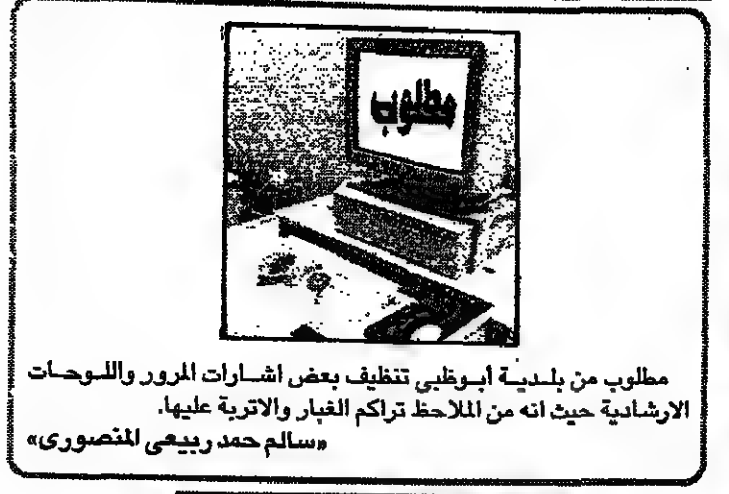 مطلوب
مطلوب من بلدية أبوظبي تنظيف بعض اشارات المرور واللوحات
الارشادية حيث انه من الملاحظ تراكم الغبار والاتربة عليها.
«سالم حمد ربيعى المنصورى»